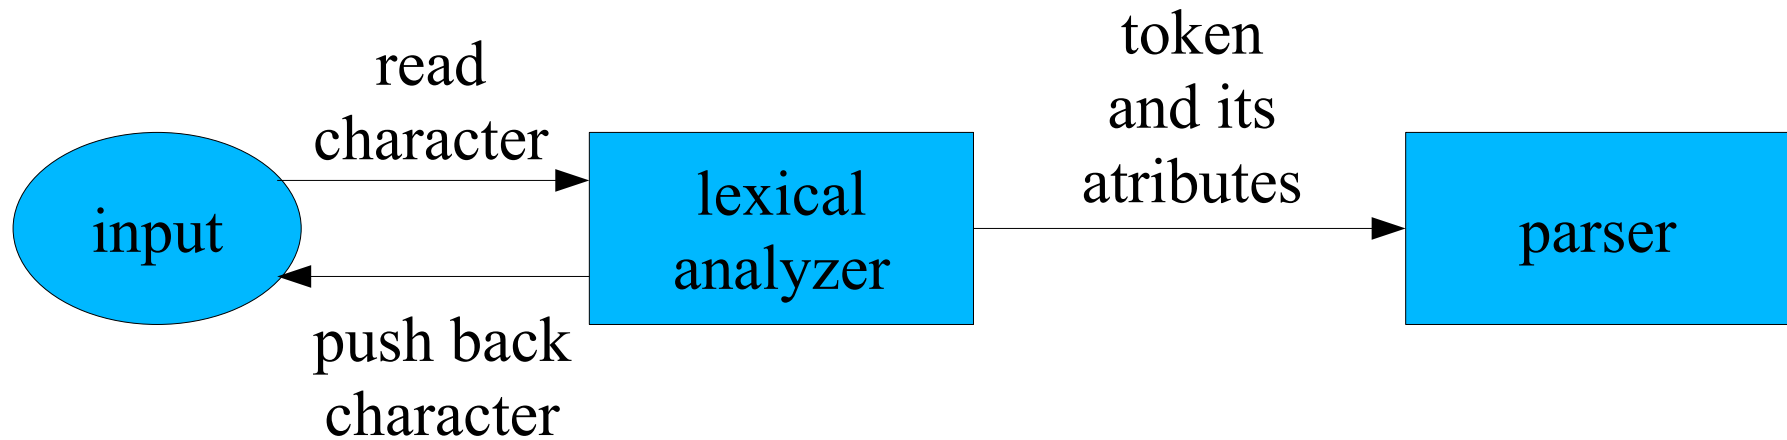 read
character
input
push back
character
lexical
analyzer
token
and its
atributes
parser